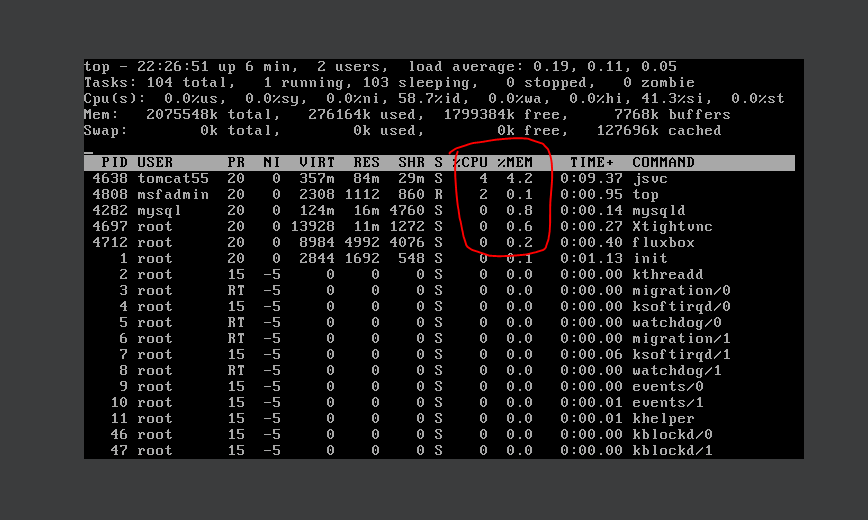 top - 22:26:51 up 6 min,  2 users,  load average: 0.19, 0.11, 0.05
Tasks: 104 total,   1 running, 103 sleeping,   0 stopped,   0 zombie
Cpu(s):  0.0%us,  0.0%sy,  0.0%ni, 58.7%id,  0.0%wa,  0.0%hi, 41.3%si,  0.0%st
Mem:   2075548k total,   276164k used,  1799384k free,     7768k buffers
Swap:        0k total,        0k used,        0k free,   127696k cached
PID USER      PR  NI  VIRT  RES  SHR S %CPU %MEM    TIME+  COMMAND
4638 tomcat55  20   0  357m  84m  29m S    4  4.2   0:09.37 jsvc
4808 msfadmin  20   0  2308 1112  860 R    2  0.1   0:00.95 top
4282 mysql     20   0  124m  16m 4760 S    0  0.8   0:00.14 mysqld
4697 root      20   0 13928  11m 1272 S    0  0.6   0:00.27 Xtightvnc
4712 root      20   0  8984 4992 4076 S    0  0.2   0:00.40 fluxbox
1 root      20   0  2844 1692  548 S    0  0.1   0:01.13 init
2 root      15  -5     0    0    0 S    0  0.0   0:00.00 kthreadd
3 root      RT  -5     0    0    0 S    0  0.0   0:00.00 migration/0
4 root      15  -5     0    0    0 S    0  0.0   0:00.00 ksoftirqd/0
5 root      RT  -5     0    0    0 S    0  0.0   0:00.00 watchdog/0
6 root      RT  -5     0    0    0 S    0  0.0   0:00.00 migration/1
7 root      15  -5     0    0    0 S    0  0.0   0:00.06 ksoftirqd/1
8 root      RT  -5     0    0    0 S    0  0.0   0:00.00 watchdog/1
9 root      15  -5     0    0    0 S    0  0.0   0:00.00 events/0
10 root      15  -5     0    0    0 S    0  0.0   0:00.01 events/1
11 root      15  -5     0    0    0 S    0  0.0   0:00.01 khelper
46 root      15  -5     0    0    0 S    0  0.0   0:00.00 kblockd/0
47 root      15  -5     0    0    0 S    0  0.0   0:00.00 kblockd/1